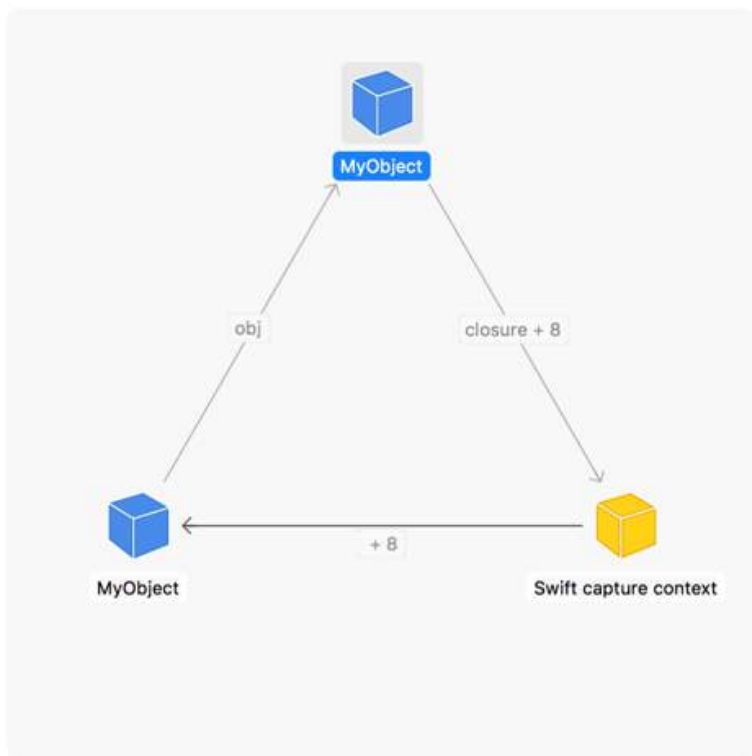 MyObject
obj
closure + 8
+ 8
MyObject
Swift capture context